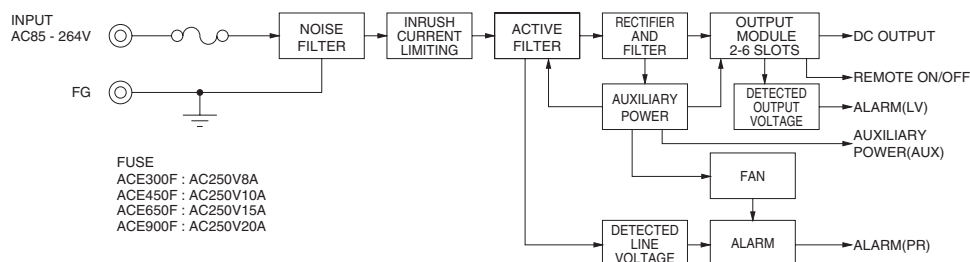 INPUT
AC85 - 264V
FG
NOISE
FILTER
INRUSH
CURRENT
LIMITING
ACTIVE
FILTER
RECTIFIER
AND
FILTER
OUTPUT
MODULE
2-6 SLOTS
DC OUTPUT
REMOTE ON/OFF
AUXILIARY
POWER
DETECTED
OUTPUT
VOLTAGE
ALARM(LV)
AUXILIARY
POWER(AUX)
FAN
DETECTED
LINE
VOLTAGE
ALARM
ALARM(PR)
FUSE
ACE300F : AC250V8A
ACE450F : AC250V10A
ACE650F : AC250V15A
ACE900F : AC250V20A